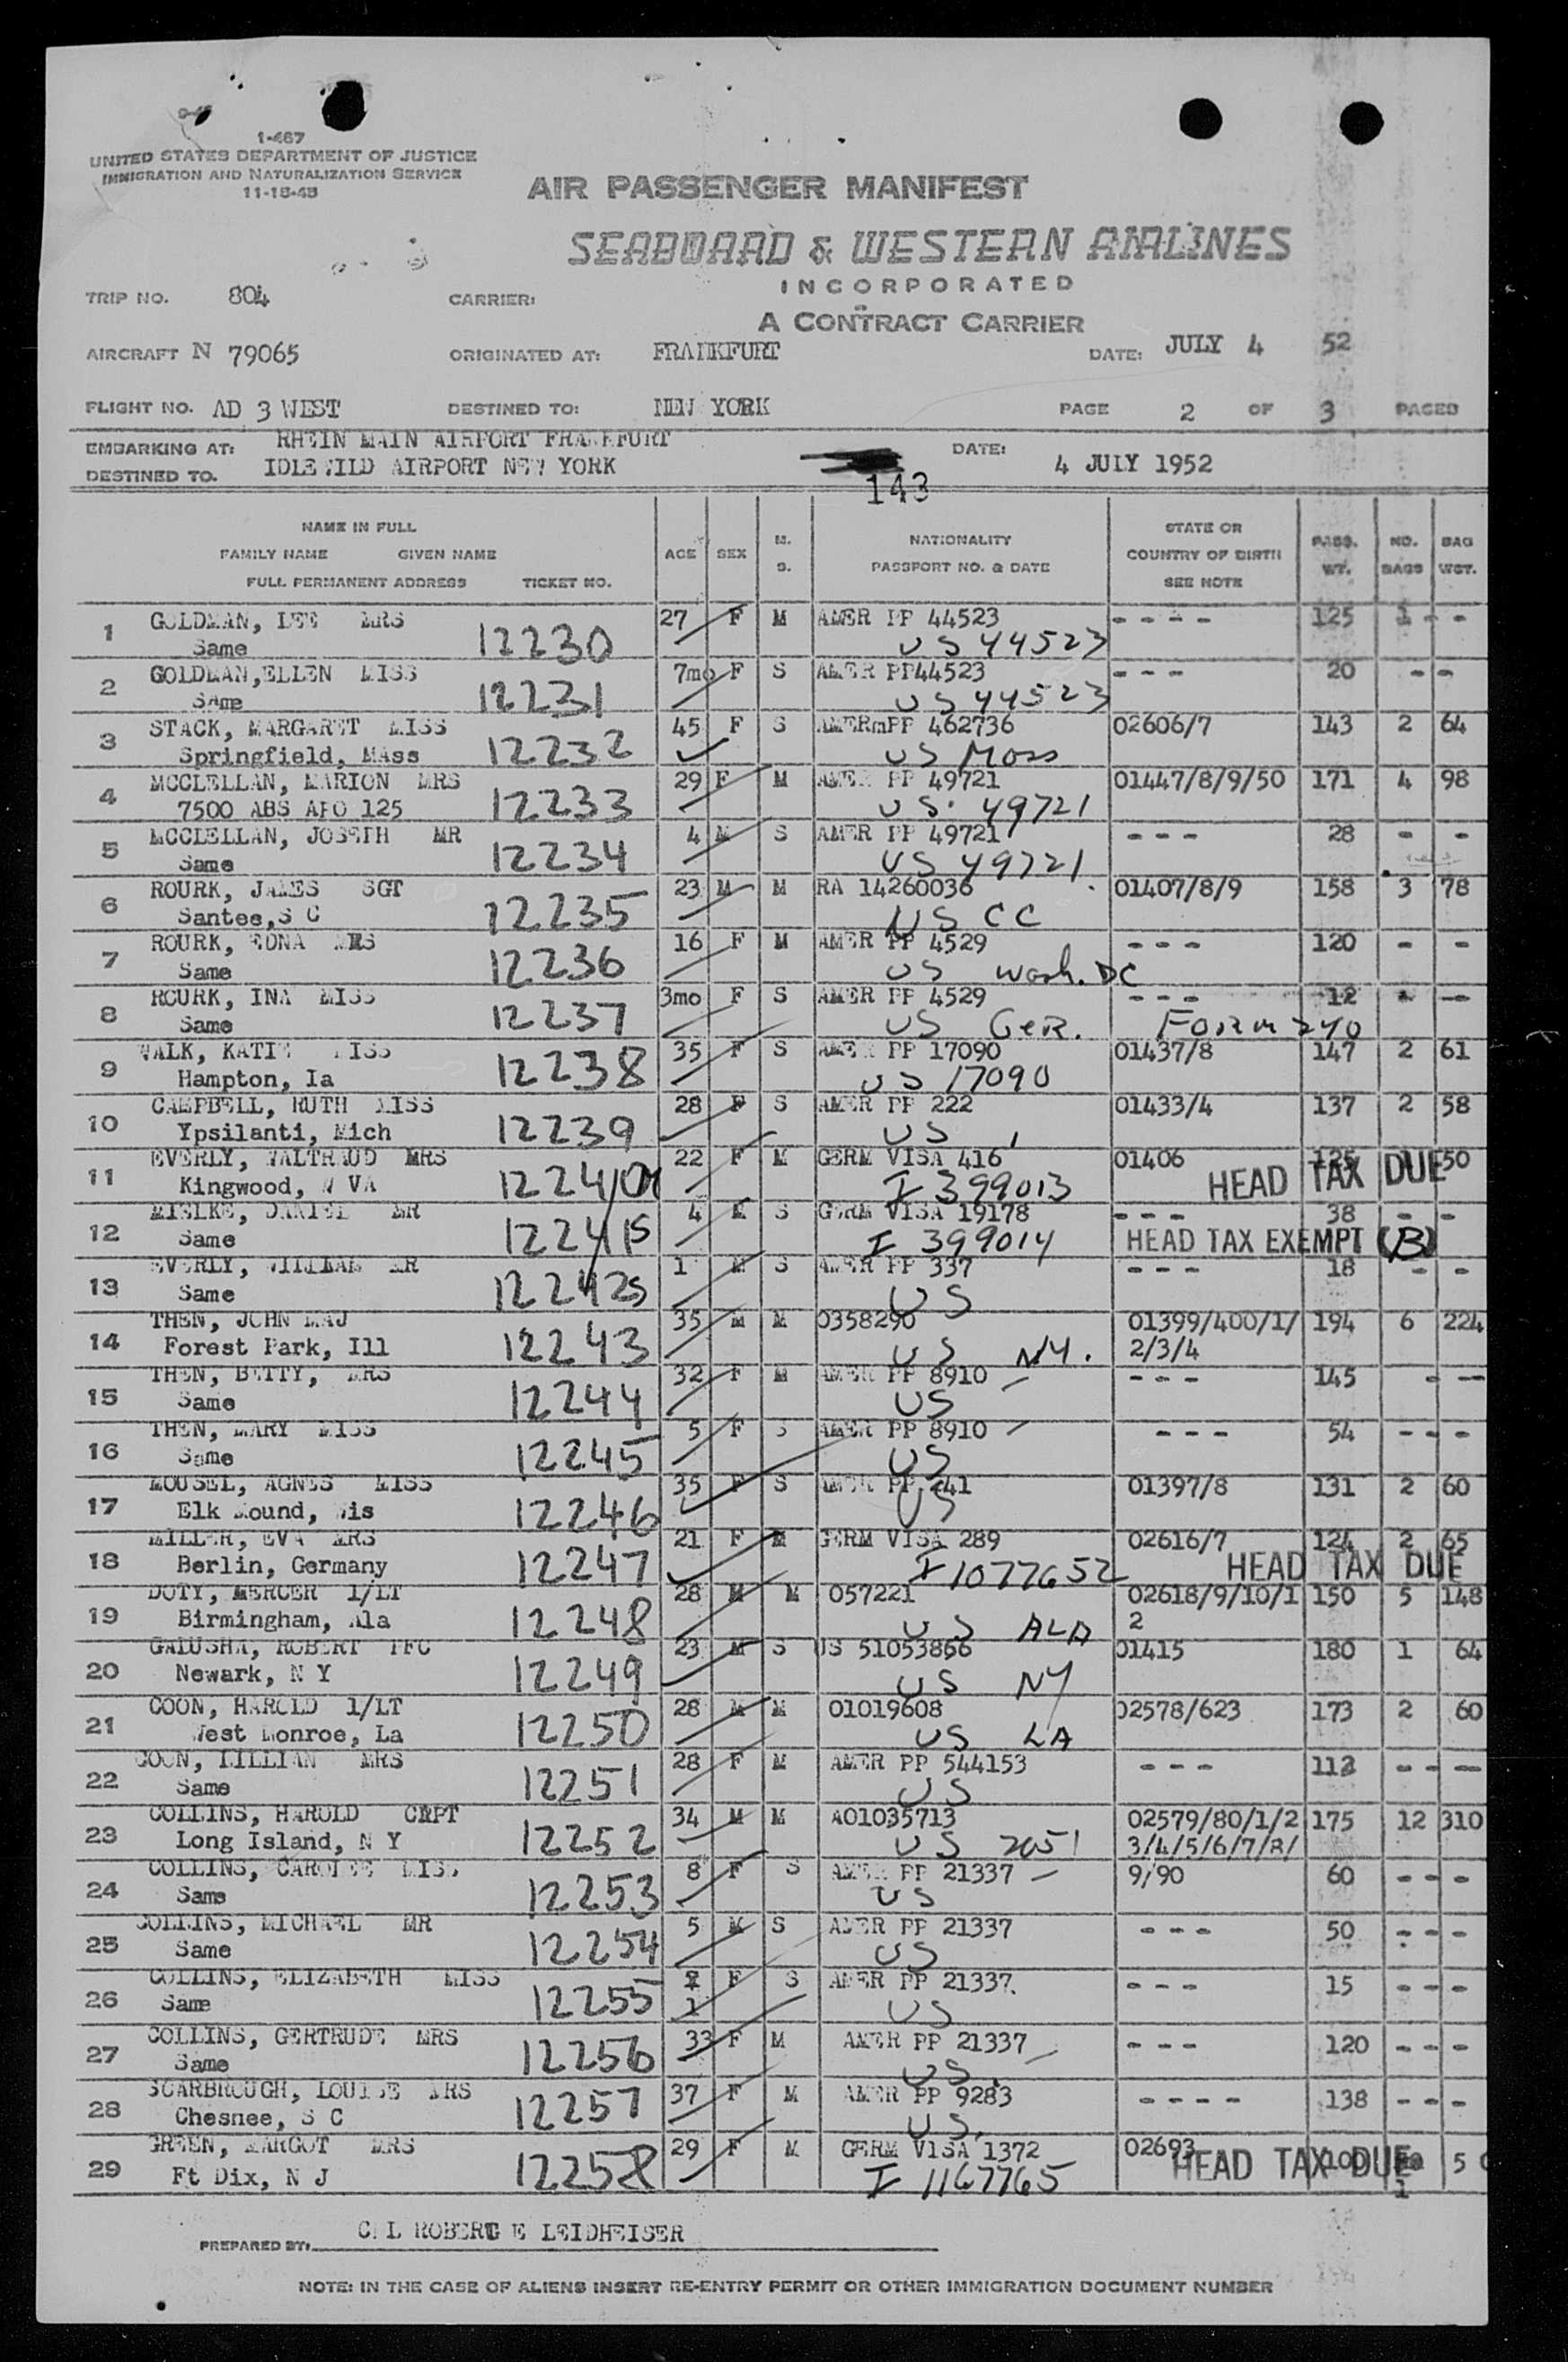 1-467
UNITED STATES DEPARTMENT OF JUSTICE
IMMIGRATION AND NATURALIZATION SERVICE
11-18-48
AIR PASSENGER MANIFEST
SEABOARD & WESTERN AIRLINES
INCORPORATED
A CONTRACT CARRIER
TRIP NO. 804 CARRIER:
AIRCRAFT N 79065 ORIGINATED AT: FRANKFURT DATE: JULY 4 52
FLIGHT NO. AD 3 WEST DESTINED TO: NEW YORK PAGE 2 OF 3 PAGES
EMBARKING AT: RHEIN MAIN AIRPORT FRANKFURT DATE: 4 JULY 1952
DESTINED TO. IDLEWILD AIRPORT NEW YORK
143
NAME IN FULL
FAMILY NAME GIVEN NAME
FULL PERMANENT ADDRESS TICKET NO.
AGE SEX M. S.
NATIONALITY
PASSPORT NO. & DATE
STATE OR
COUNTRY OF BIRTH
SEE NOTE
PASS. WT. NO. BAGS BAG WGT.
1 GOLDMAN, LEE MRS 27 F M AMER PP 44523 - - - - 125 1 - -
Same 12230 US 44523
2 GOLDMAN, ELLEN MISS 7mo F S AMER PP44523 - - - 20 - -
SAme 12231 US 44523
3 STACK, MARGARET MISS 45 F S AMERmPP 462736 02606/7 143 2 64
Springfield, MAss 12232 US Mass
4 MCCLELLAN, MARION MRS 29 F M AMER PP 49721 01447/8/9/50 171 4 98
7500 ABS APO 125 12233 US. 49721
5 MCCLELLAN, JOSEPH MR 4 M S AMER PP 49721 - - - 28 - -
Same 12234 US 49721
6 ROURK, JAMES SGT 23 M M RA 14260036 01407/8/9 158 3 78
Santee, S C 12235 US CC
7 ROURK, EDNA MRS 16 F M AMER PP 4529 - - - 120 - -
Same 12236 US Wash. DC
8 ROURK, INA MISS 3mo F S AMER PP 4529 - - - 12 - -
Same 12237 US Ger. Form 240
9 WALK, KATIE MISS 35 F S AMER PP 17090 01437/8 147 2 61
Hampton, Ia 12238 US 17090
10 CAMPBELL, RUTH MISS 28 F S AMER PP 222 01433/4 137 2 58
Ypsilanti, Mich 12239 US
11 EVERLY, WALTRAUD MRS 22 F M GERM VISA 416 01406 125 50
Kingwood, W VA 12240 I 399013 HEAD TAX DUE
12 MIELKE, DANIEL MR 4 M S GERM VISA 19178 - - - 38 - -
Same 12241 I 399014 HEAD TAX EXEMPT (B)
13 EVERLY, WILLIAM MR 1 M S AMER PP 337 - - - 18 - -
Same 12242 US
14 THEN, JOHN MAJ 35 M M 0358290 01399/400/1/ 194 6 224
Forest Park, Ill 12243 US NY. 2/3/4
15 THEN, BETTY, MRS 32 F M AMER PP 8910 - - - 145 - -
Same 12244 US
16 THEN, MARY MISS 5 F S AMER PP 8910 - - - 54 - - -
Same 12245 US
17 MOUSEL, AGNES MISS 35 F S AMER PP 241 01397/8 131 2 60
Elk Mound, Wis 12246 US
18 MILLER, EVA MRS 21 F M GERM VISA 289 02616/7 124 2 65
Berlin, Germany 12247 I 1077652 HEAD TAX DUE
19 DOTY, MERCER 1/LT 28 M M 057221 02618/9/10/1 150 5 148
Birmingham, Ala 12248 US ALA 2
20 GALUSHA, ROBERT PFC 23 M S US 51053866 01415 180 1 64
Newark, N Y 12249 US NY
21 COON, HAROLD 1/LT 28 M M 01019608 02578/623 173 2 60
West Monroe, La 12250 US LA
22 COON, LILLIAN MRS 28 F M AMER PP 544153 - - - 112 - - -
Same 12251 US
23 COLLINS, HAROLD CAPT 34 M M A01035713 02579/80/1/2 175 12 310
Long Island, N Y 12252 US 2051 3/4/5/6/7/8/
24 COLLINS, CAROLEE MISS 8 F S AMER PP 21337 9/90 60 - - -
Same 12253 US
25 COLLINS, MICHAEL MR 5 M S AMER PP 21337 - - - 50 - - -
Same 12254 US
26 COLLINS, ELIZABETH MISS F S AMER PP 21337 - - - 15 - - -
Same 12255 1 US
27 COLLINS, GERTRUDE MRS 33 F M AMER PP 21337 - - - 120 - - -
Same 12256 US
28 SCARBROUGH, LOUISE MRS 37 F M AMER PP 9283 - - - - 138 - - -
Chesnee, S C 12257 US.
29 GREEN, MARGOT MRS 29 F M GERM VISA 1372 02693 100 5
Ft Dix, N J 12258 I 1167765 HEAD TAX DUE 1
PREPARED BY: CPL ROBERT E LEIDHEISER
NOTE: IN THE CASE OF ALIENS INSERT RE-ENTRY PERMIT OR OTHER IMMIGRATION DOCUMENT NUMBER